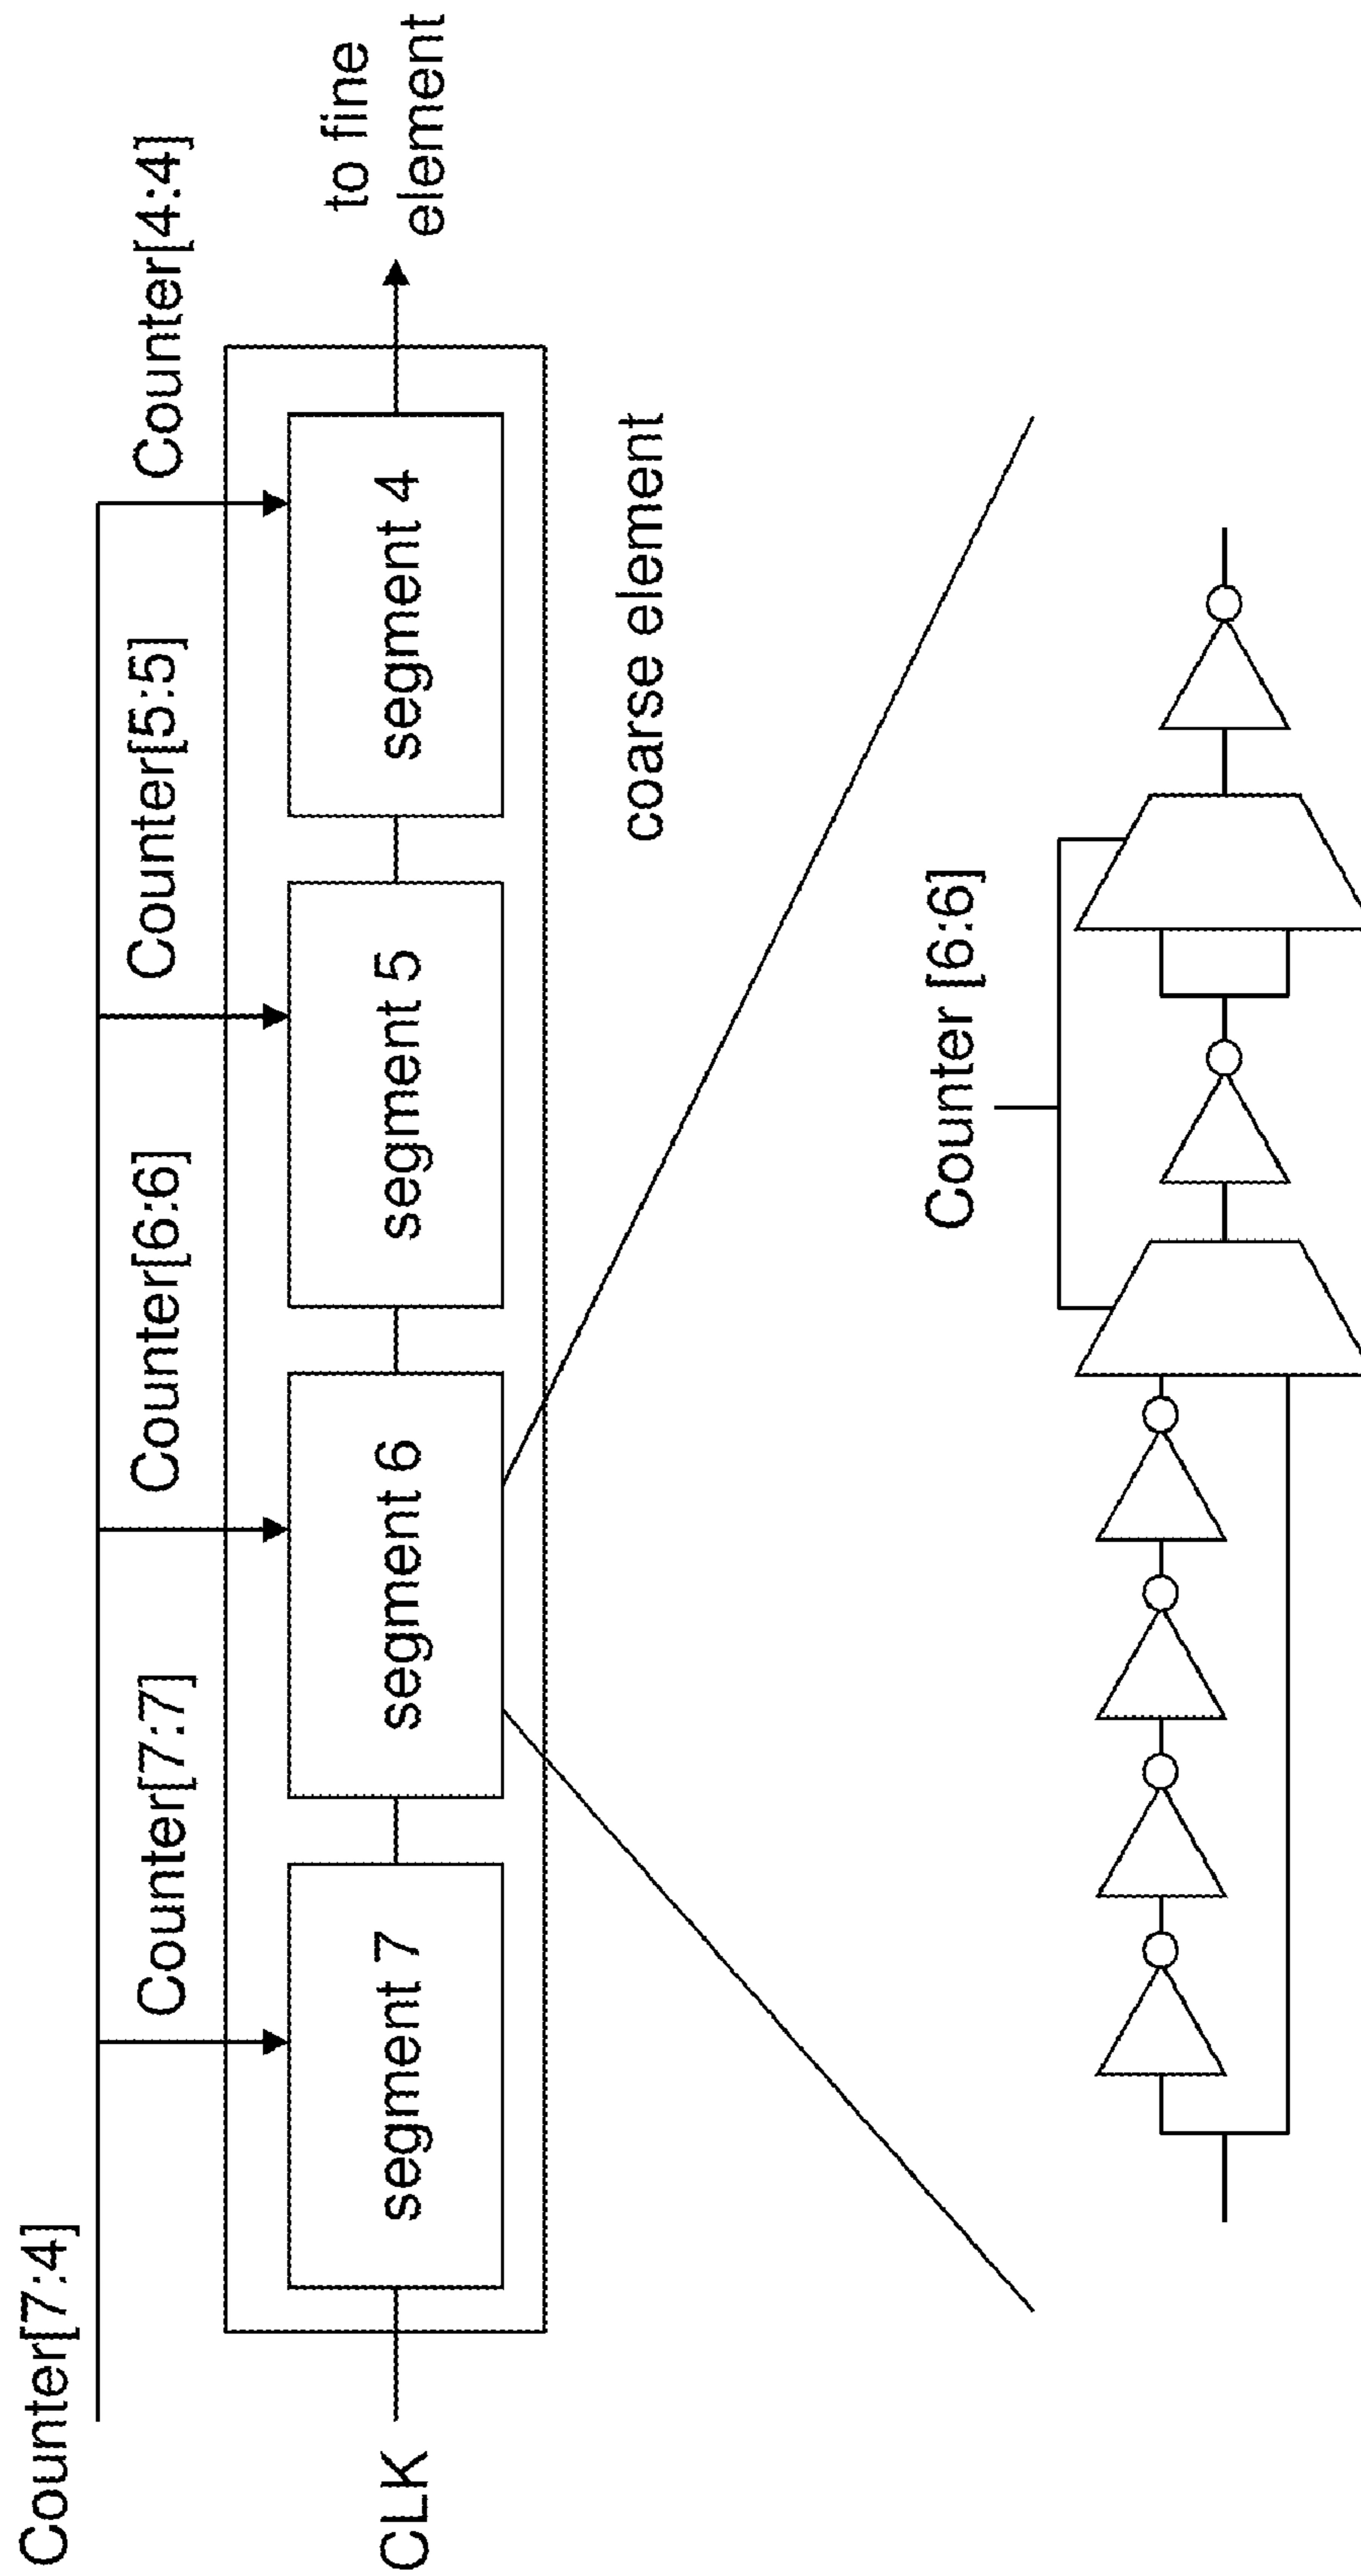 Counter[7:4]
Counter[7:7]
Counter[6:6]
Counter[5:5]
Counter[4:4]
CLK
segment 7
segment 6
segment 5
segment 4
to fine
element
coarse element
Counter [6:6]